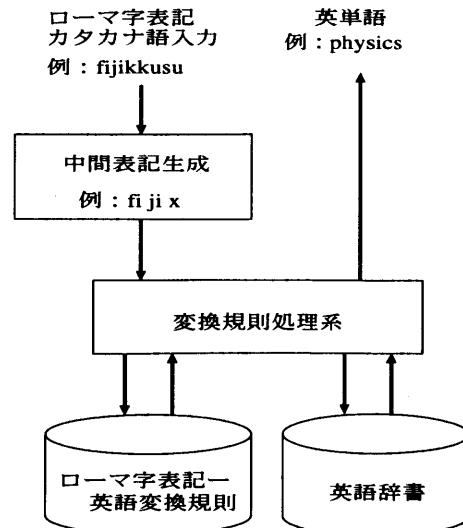 ローマ字表記
カタカナ語入力
例：fijikkusu
英単語
例：physics
中間表記生成
例：fi ji x
変換規則処理系
ローマ字表記ー
英語変換規則
英語辞書